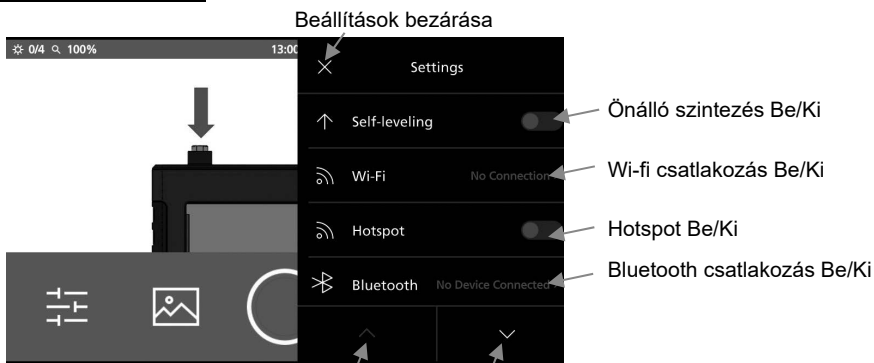 Beállítások bezárása
0/4 100% 13:00
Settings
Self-leveling
Önálló szintezés Be/Ki
Wi-Fi No Connection
Wi-fi csatlakozás Be/Ki
Hotspot
Hotspot Be/Ki
Bluetooth No Device Connected
Bluetooth csatlakozás Be/Ki